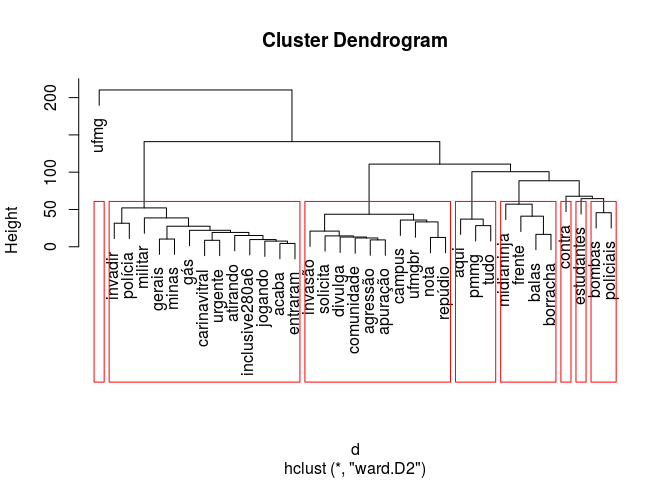 Cluster Dendrogram
Height
0
50
100
200
ufmg
invadir
polícia
militar
gerais
minas
gás
carinavitral
urgente
atirando
inclusive280a6
jogando
acaba
entraram
invasão
solicita
divulga
comunidade
agressão
apuração
campus
ufmgbr
nota
repúdio
aqui
pmmg
tudo
midianinja
frente
balas
borracha
contra
estudantes
bombas
policiais
d
hclust (*, "ward.D2")